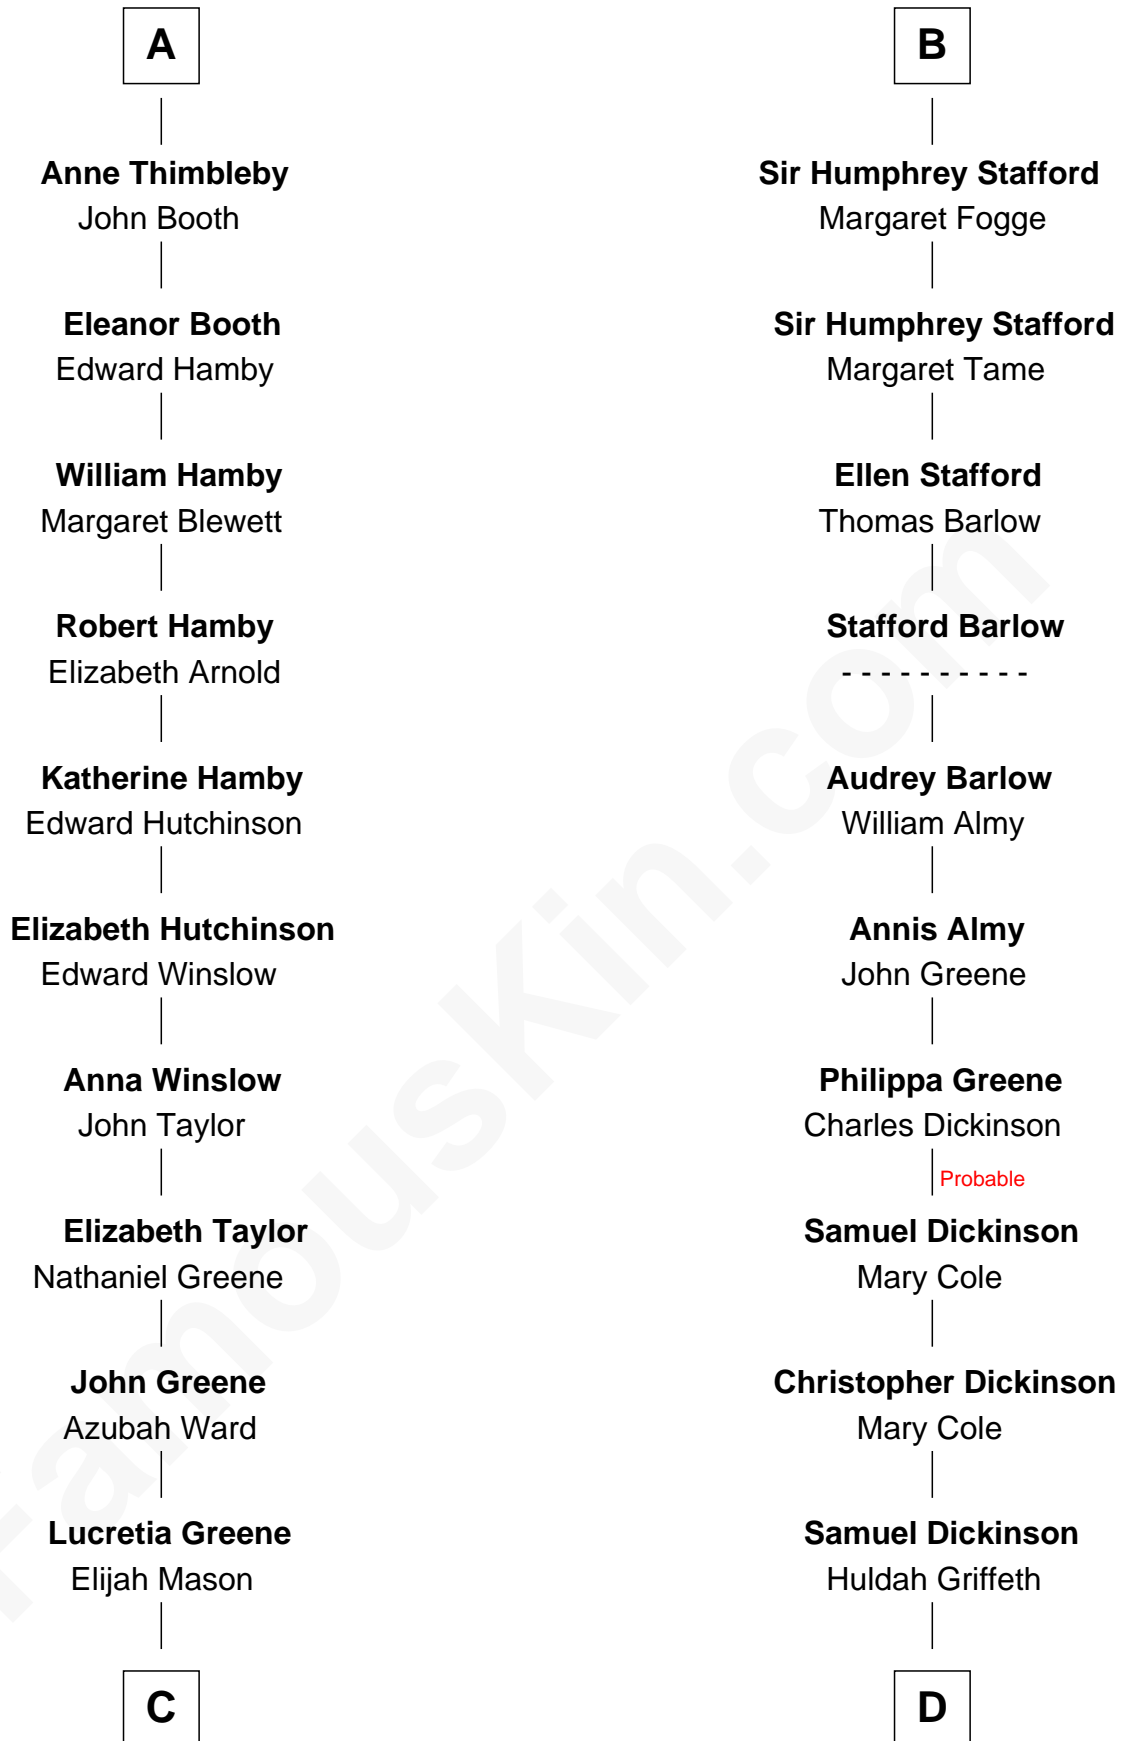 A
Anne Thimbleby
John Booth
Eleanor Booth
Edward Hamby
William Hamby
Margaret Blewett
Robert Hamby
Elizabeth Arnold
Katherine Hamby
Edward Hutchinson
Elizabeth Hutchinson
Edward Winslow
Anna Winslow
John Taylor
Elizabeth Taylor
Nathaniel Greene
John Greene
Azubah Ward
Lucretia Greene
Elijah Mason
C
B
Sir Humphrey Stafford
Margaret Fogge
Sir Humphrey Stafford
Margaret Tame
Ellen Stafford
Thomas Barlow
Stafford Barlow
- - - - - - - - - -
Audrey Barlow
William Almy
Annis Almy
John Greene
Philippa Greene
Charles Dickinson
Probable
Samuel Dickinson
Mary Cole
Christopher Dickinson
Mary Cole
Samuel Dickinson
Huldah Griffeth
D
FamousKin.com